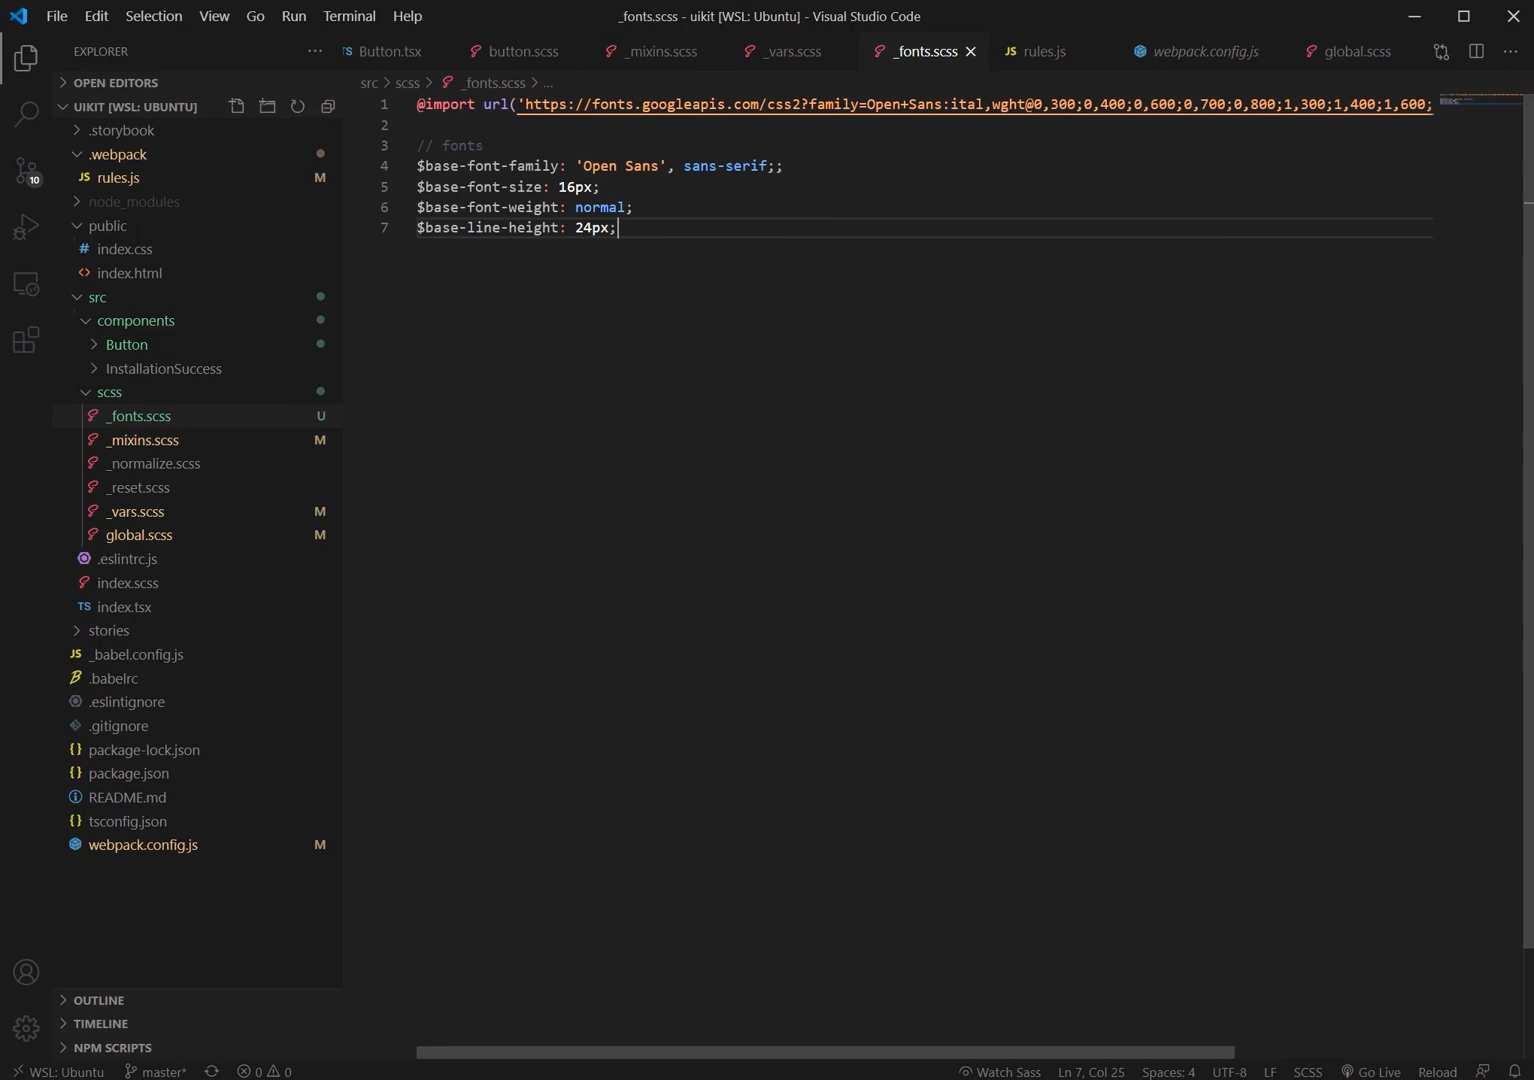 File Edit Selection View Go Run Terminal Help
_fonts.scss - uikit [WSL: Ubuntu] - Visual Studio Code
EXPLORER
TS Button.tsx button.scss _mixins.scss _vars.scss _fonts.scss JS rules.js webpack.config.js global.scss
src > scss > _fonts.scss > ...
OPEN EDITORS
UIKIT [WSL: UBUNTU]
.storybook
.webpack
JS rules.js M
node_modules
public
# index.css
<> index.html
src
components
Button
InstallationSuccess
scss
_fonts.scss U
_mixins.scss M
_normalize.scss
_reset.scss
_vars.scss M
global.scss M
.eslintrc.js
index.scss
TS index.tsx
stories
JS _babel.config.js
.babelrc
.eslintignore
.gitignore
{} package-lock.json
{} package.json
README.md
{} tsconfig.json
webpack.config.js M
OUTLINE
TIMELINE
NPM SCRIPTS
10
1 @import url('https://fonts.googleapis.com/css2?family=Open+Sans:ital,wght@0,300;0,400;0,600;0,700;0,800;1,300;1,400;1,600;
2
3 // fonts
4 $base-font-family: 'Open Sans', sans-serif;;
5 $base-font-size: 16px;
6 $base-font-weight: normal;
7 $base-line-height: 24px;
WSL: Ubuntu master* 0 0 Watch Sass Ln 7, Col 25 Spaces: 4 UTF-8 LF SCSS Go Live Reload